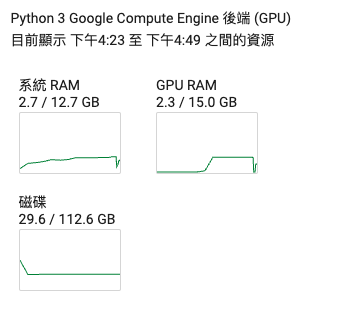 Python 3 Google Compute Engine 後端 (GPU)
目前顯示 下午4:23 至 下午4:49 之間的資源
系統 RAM
2.7 / 12.7 GB
GPU RAM
2.3 / 15.0 GB
磁碟
29.6 / 112.6 GB